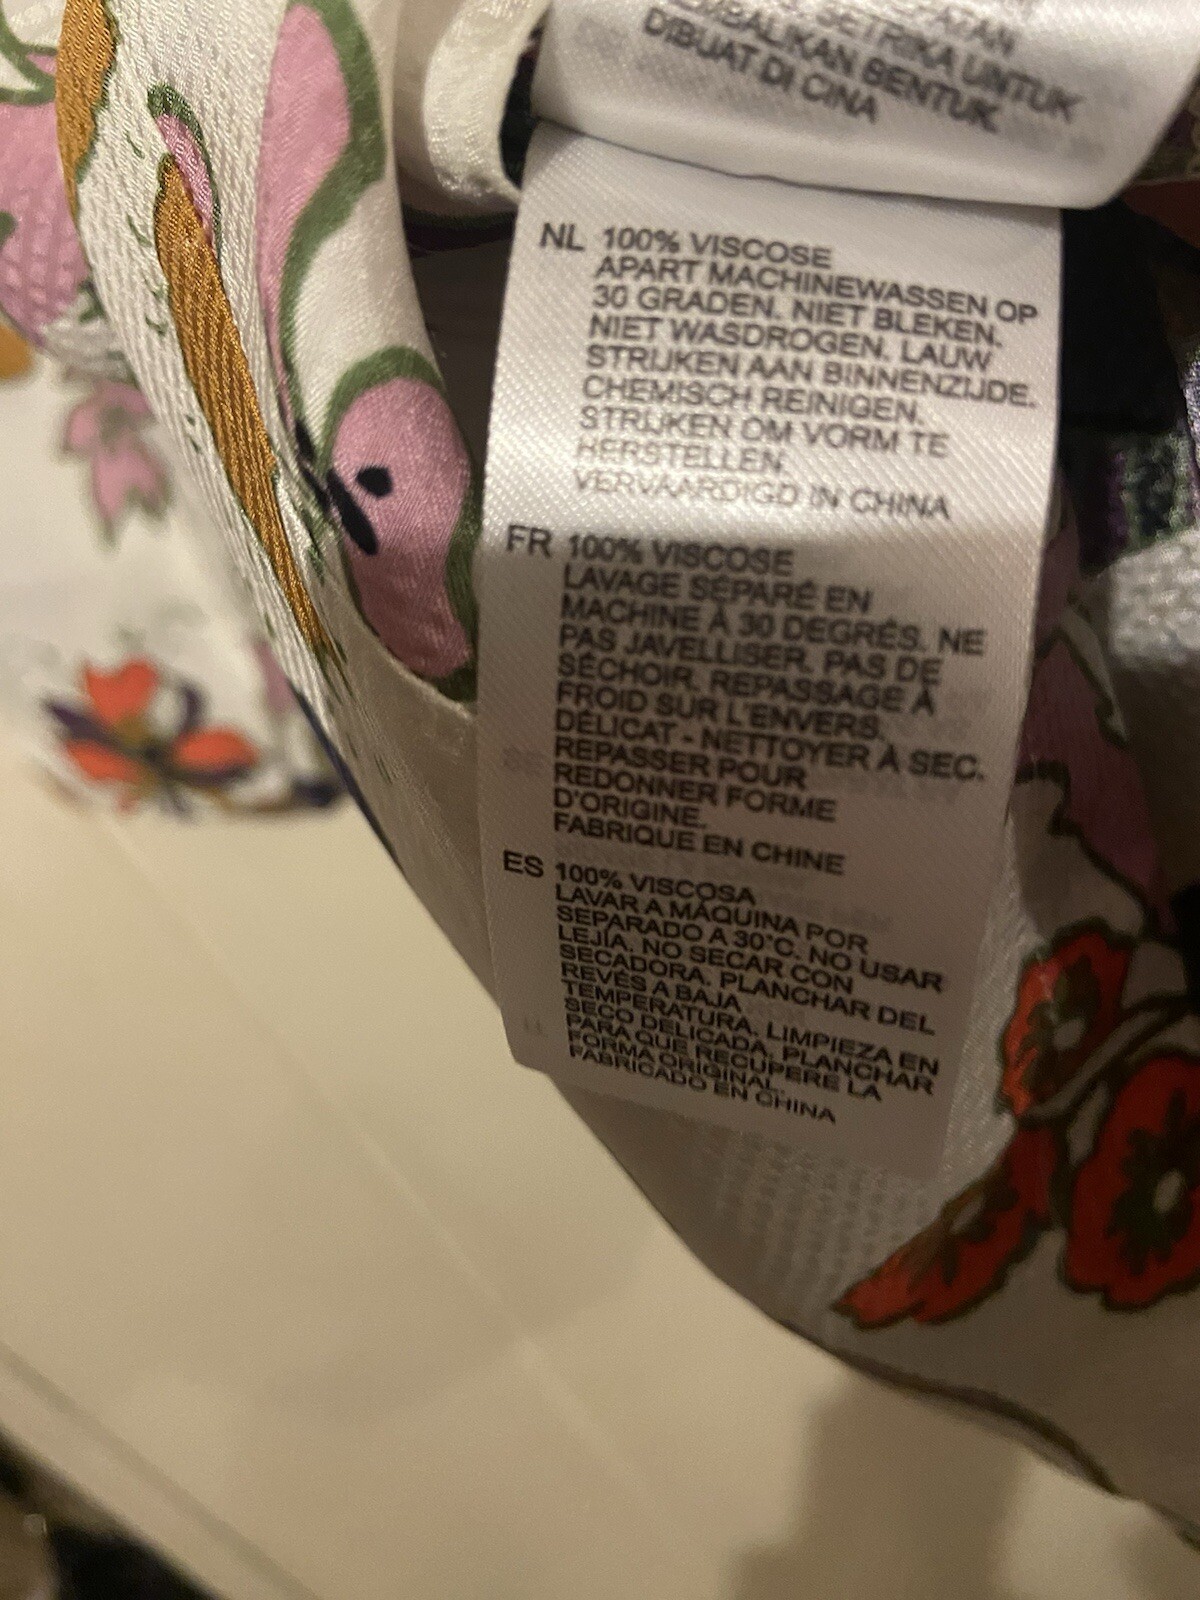 SETRIKA UNTUK
EMBALIKAN BENTUK
DIBUAT DI CINA
NL 100% VISCOSE
APART MACHINEWASSEN OP
30 GRADEN. NIET BLEKEN.
NIET WASDROGEN. LAUW
STRIJKEN AAN BINNENZIJDE.
CHEMISCH REINIGEN.
STRIJKEN OM VORM TE
HERSTELLEN.
VERVAARDIGD IN CHINA
FR 100% VISCOSE
LAVAGE SÉPARÉ EN
MACHINE À 30 DEGRÉS. NE
PAS JAVELLISER. PAS DE
SÉCHOIR. REPASSAGE À
FROID SUR L'ENVERS.
DÉLICAT - NETTOYER À SEC.
REPASSER POUR
REDONNER FORME
D'ORIGINE.
FABRIQUE EN CHINE
ES 100% VISCOSA
LAVAR A MÁQUINA POR
SEPARADO A 30°C. NO USAR
LEJÍA. NO SECAR CON
SECADORA. PLANCHAR DEL
REVÉS A BAJA
TEMPERATURA. LIMPIEZA EN
SECO DELICADA. PLANCHAR
PARA QUE RECUPERE LA
FORMA ORIGINAL.
FABRICADO EN CHINA